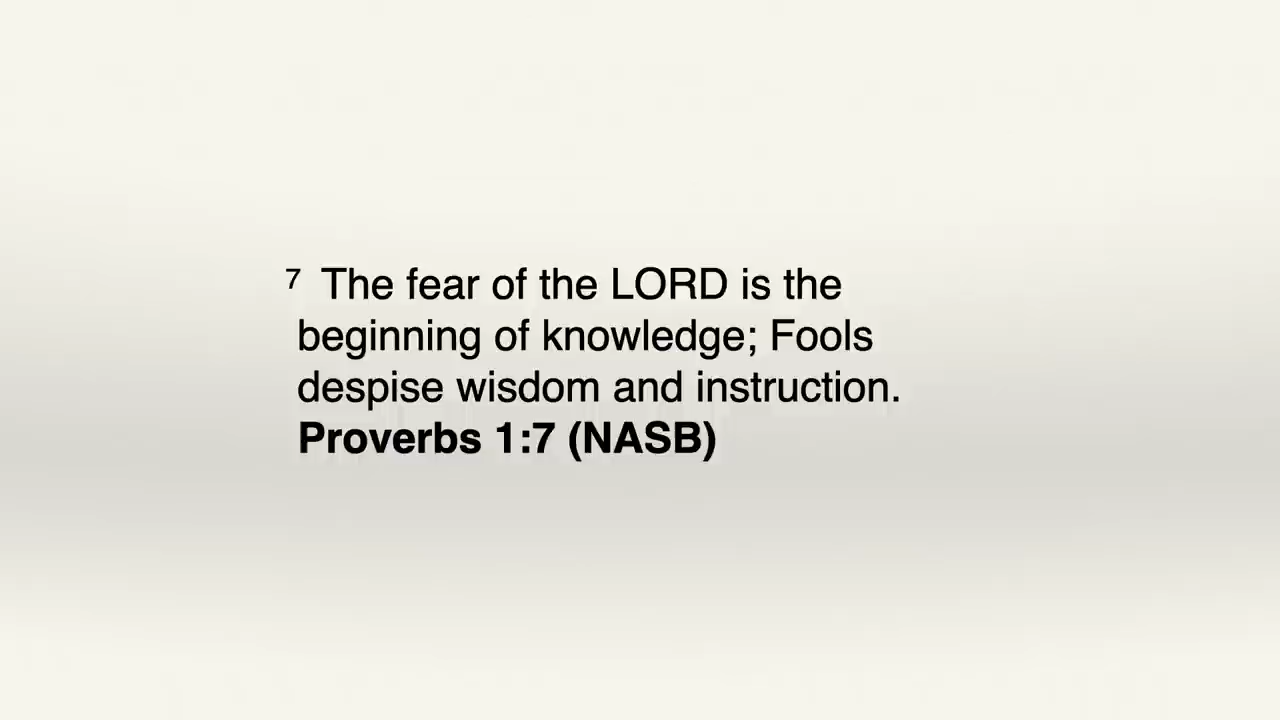 7 The fear of the LORD is the
beginning of knowledge; Fools
despise wisdom and instruction.
Proverbs 1:7 (NASB)